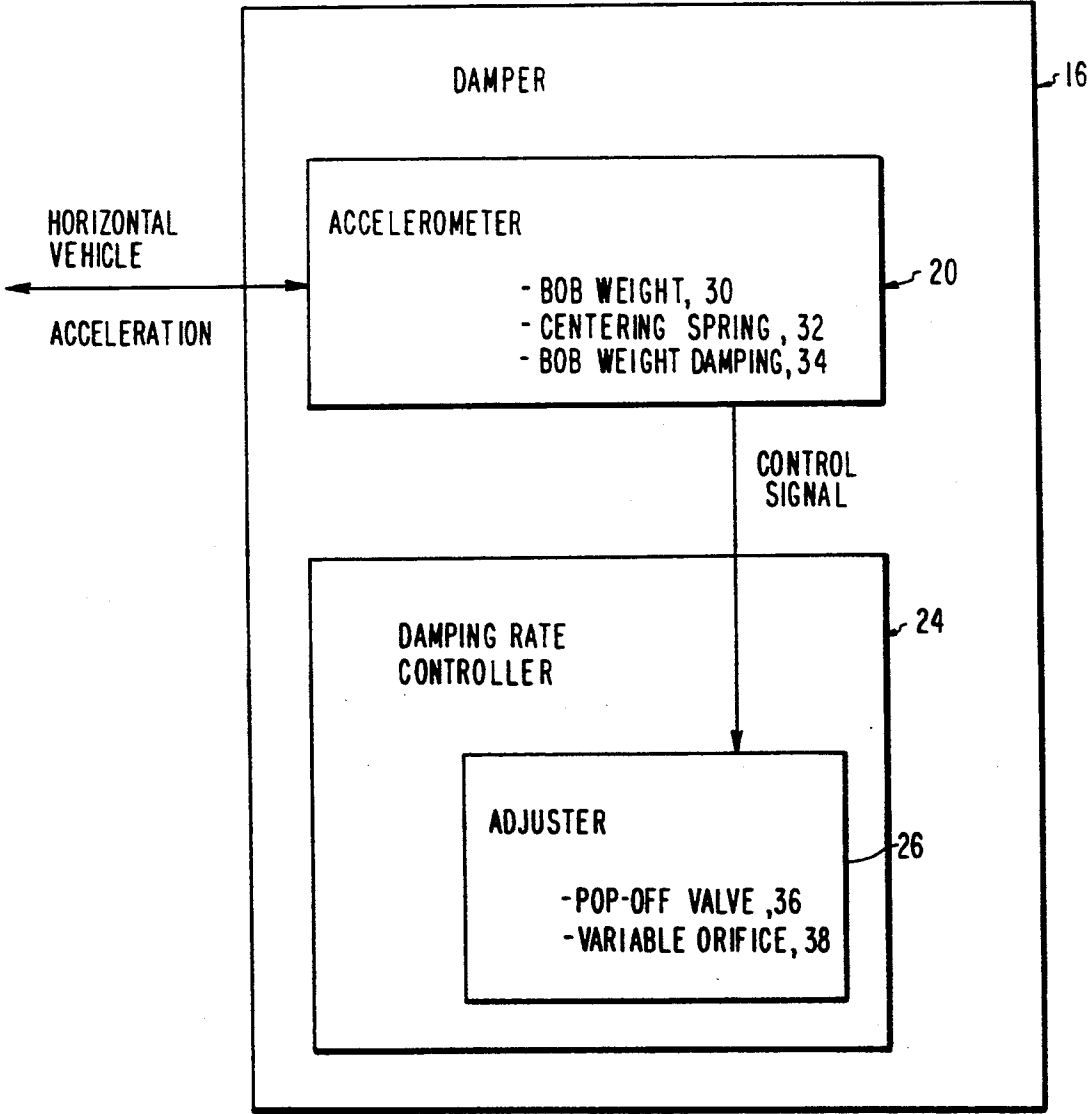 DAMPER
16
ACCELEROMETER
- BOB WEIGHT, 30
- CENTERING SPRING , 32
- BOB WEIGHT DAMPING, 34
20
HORIZONTAL
VEHICLE
ACCELERATION
CONTROL
SIGNAL
DAMPING RATE
CONTROLLER
24
ADJUSTER
-POP-OFF VALVE ,36
-VARIABLE ORIFICE, 38
26